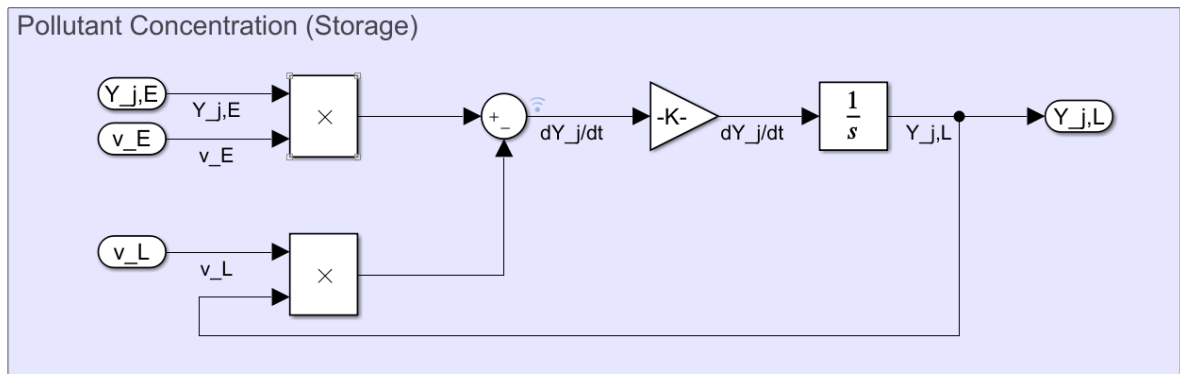 Pollutant Concentration (Storage)
Y_j,E
Y_j,E
v_E
v_E
×
+
−
dY_j/dt
-K-
dY_j/dt
1
s
Y_j,L
Y_j,L
v_L
v_L
×